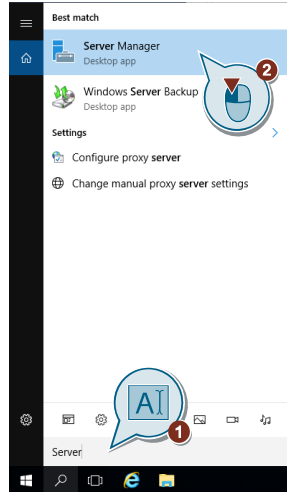 Best match
Server Manager
Desktop app
2
Windows Server Backup
Desktop app
Settings
Configure proxy server
Change manual proxy server settings
A
1
Server